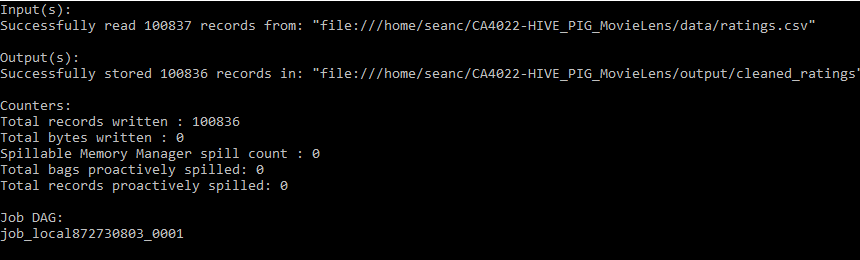 Input(s):
Successfully read 100837 records from: "file:///home/seanc/CA4022-HIVE_PIG_MovieLens/data/ratings.csv"
Output(s):
Successfully stored 100836 records in: "file:///home/seanc/CA4022-HIVE_PIG_MovieLens/output/cleaned_ratings"
Counters:
Total records written : 100836
Total bytes written : 0
Spillable Memory Manager spill count : 0
Total bags proactively spilled: 0
Total records proactively spilled: 0
Job DAG:
job_local872730803_0001